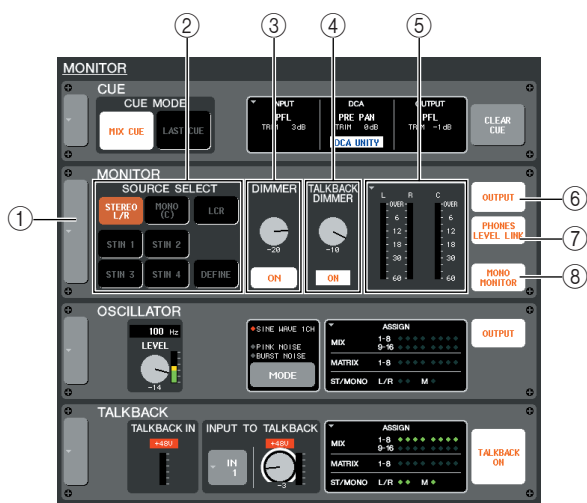 ② ③ ④ ⑤
MONITOR
CUE
CUE MODE
MIX CUE
LAST CUE
INPUT
PFL
TRIM 3dB
DCA
PRE PAN
TRIM 0dB
DCA UNITY
OUTPUT
PFL
TRIM -1dB
CLEAR
CUE
①
MONITOR
SOURCE SELECT
STEREO
L/R
MONO
(C)
LCR
STIN 1
STIN 2
STIN 3
STIN 4
DEFINE
DIMMER
-20
ON
TALKBACK
DIMMER
-10
ON
L R C
OVER OVER
6 6
12 12
18 18
30 30
60 60
OUTPUT
⑥
PHONES
LEVEL LINK
⑦
MONO
MONITOR
⑧
OSCILLATOR
100 Hz
LEVEL
-14
SINE WAVE 1CH
PINK NOISE
BURST NOISE
MODE
ASSIGN
MIX 1-8
9-16
MATRIX 1-8
ST/MONO L/R M
OUTPUT
TALKBACK
TALKBACK IN
+48V
INPUT TO TALKBACK
IN
1
+48V
-3
ASSIGN
MIX 1-8
9-16
MATRIX 1-8
ST/MONO L/R M
TALKBACK
ON